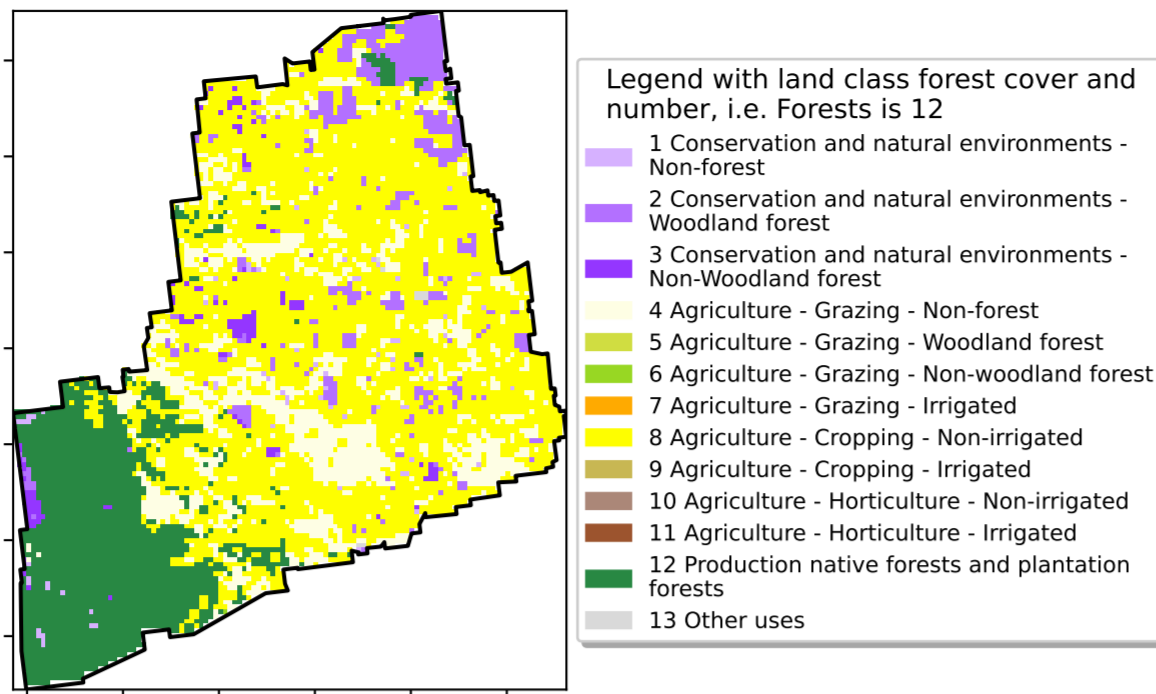 Legend with land class forest cover and
number, i.e. Forests is 12
1 Conservation and natural environments -
Non-forest
2 Conservation and natural environments -
Woodland forest
3 Conservation and natural environments -
Non-Woodland forest
4 Agriculture - Grazing - Non-forest
5 Agriculture - Grazing - Woodland forest
6 Agriculture - Grazing - Non-woodland forest
7 Agriculture - Grazing - Irrigated
8 Agriculture - Cropping - Non-irrigated
9 Agriculture - Cropping - Irrigated
10 Agriculture - Horticulture - Non-irrigated
11 Agriculture - Horticulture - Irrigated
12 Production native forests and plantation
forests
13 Other uses